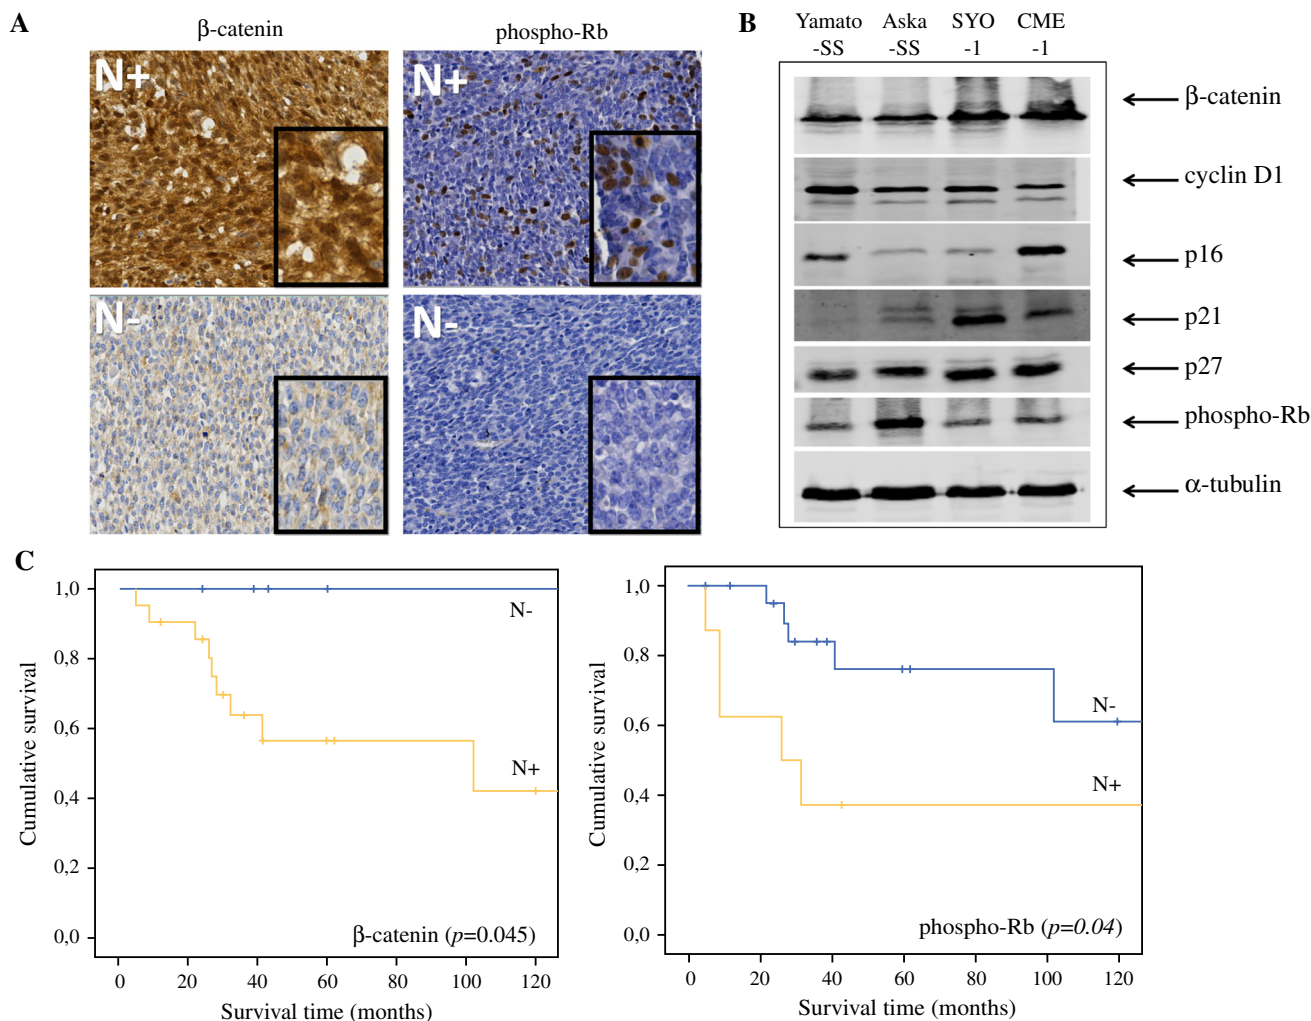 A
β-catenin
phospho-Rb
N+
N+
N-
N-
B
Yamato Aska SYO CME
-SS -SS -1 -1
β-catenin
cyclin D1
p16
p21
p27
phospho-Rb
α-tubulin
C
1,0
0,8
0,6
0,4
0,2
0,0
Cumulative survival
N-
N+
β-catenin (p=0.045)
0 20 40 60 80 100 120
Survival time (months)
1,0
0,8
0,6
0,4
0,2
0,0
Cumulative survival
N-
N+
phospho-Rb (p=0.04)
0 20 40 60 80 100 120
Survival time (months)